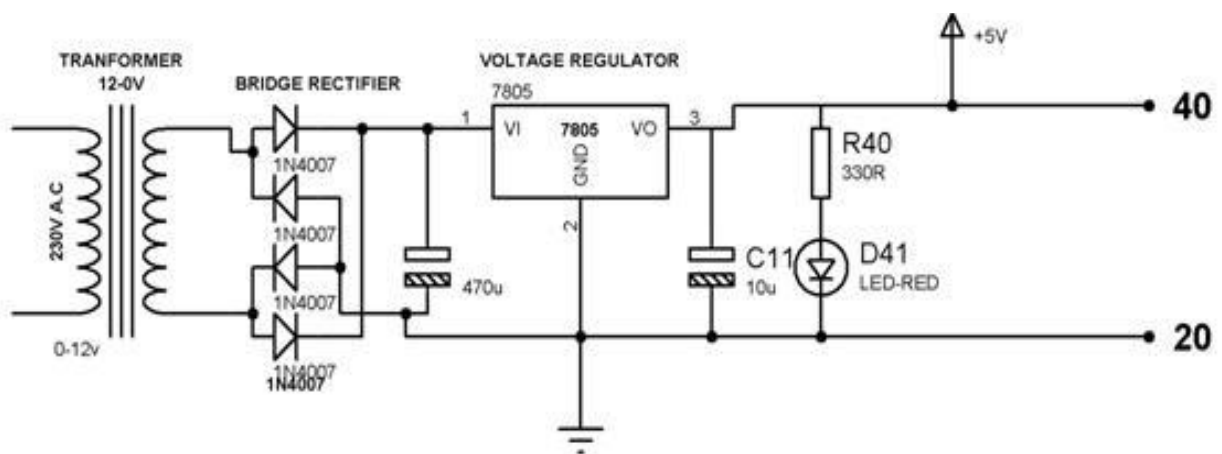 TRANFORMER
12-0V
BRIDGE RECTIFIER
VOLTAGE REGULATOR
7805
+5V
40
1
VI
7805
VO
3
GND
2
1N4007
1N4007
1N4007
1N4007
1N4007
230V A.C
0-12v
470u
C11
10u
R40
330R
D41
LED-RED
20